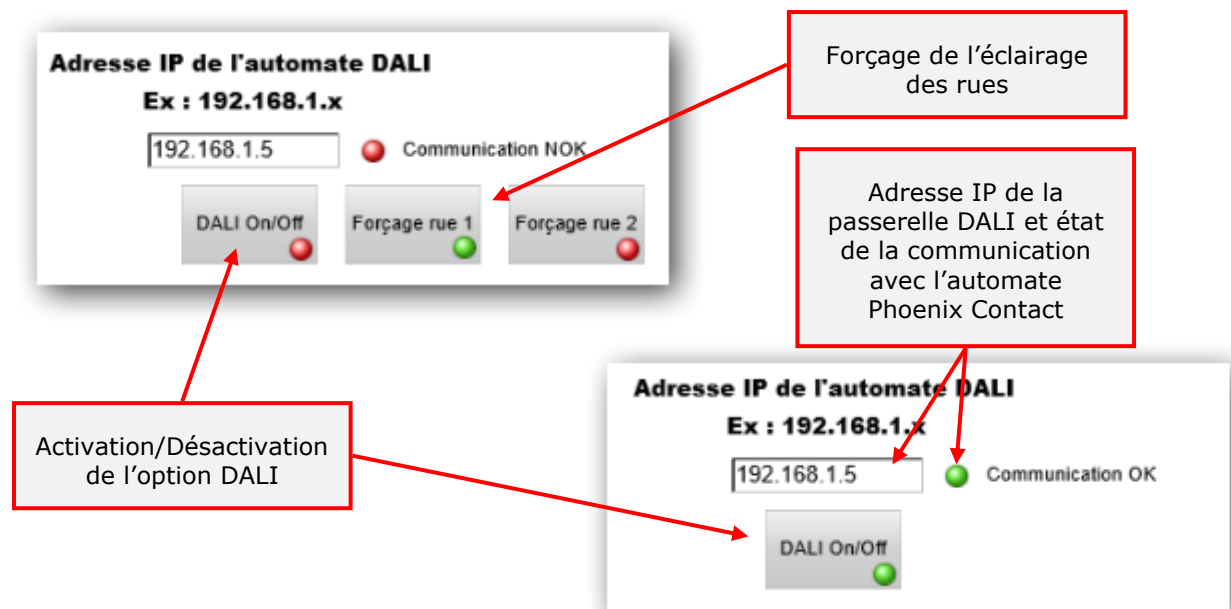 Adresse IP de l'automate DALI
Ex : 192.168.1.x
192.168.1.5
Communication NOK
DALI On/Off
Forçage rue 1
Forçage rue 2
Forçage de l’éclairage
des rues
Adresse IP de la
passerelle DALI et état
de la communication
avec l’automate
Phoenix Contact
Activation/Désactivation
de l’option DALI
Adresse IP de l'automate DALI
Ex : 192.168.1.x
192.168.1.5
Communication OK
DALI On/Off